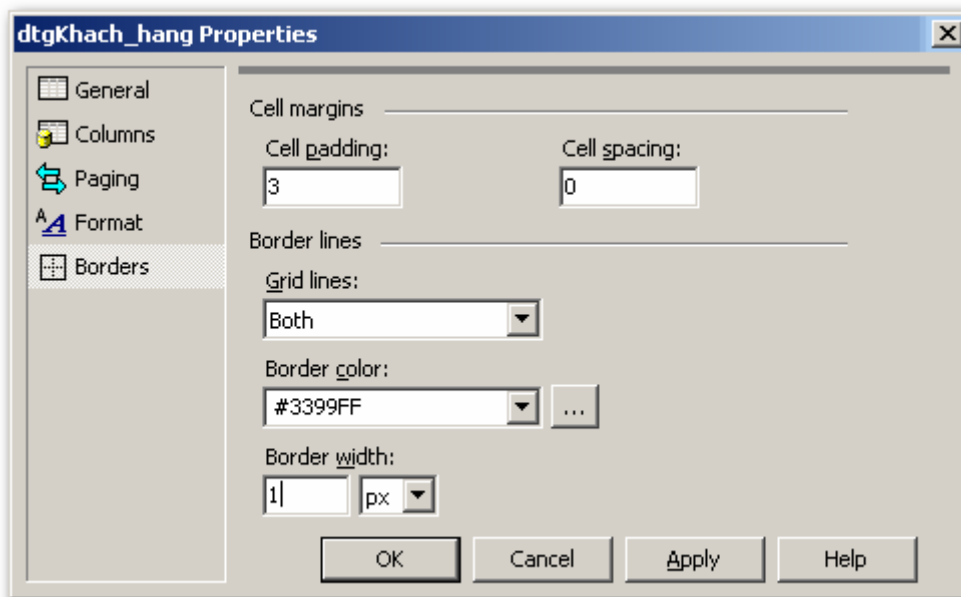 dtgKhach_hang Properties
General
Columns
Paging
Format
Borders
Cell margins
Cell padding: Cell spacing:
3 0
Border lines
Grid lines:
Both
Border color:
#3399FF ...
Border width:
1 px
OK Cancel Apply Help